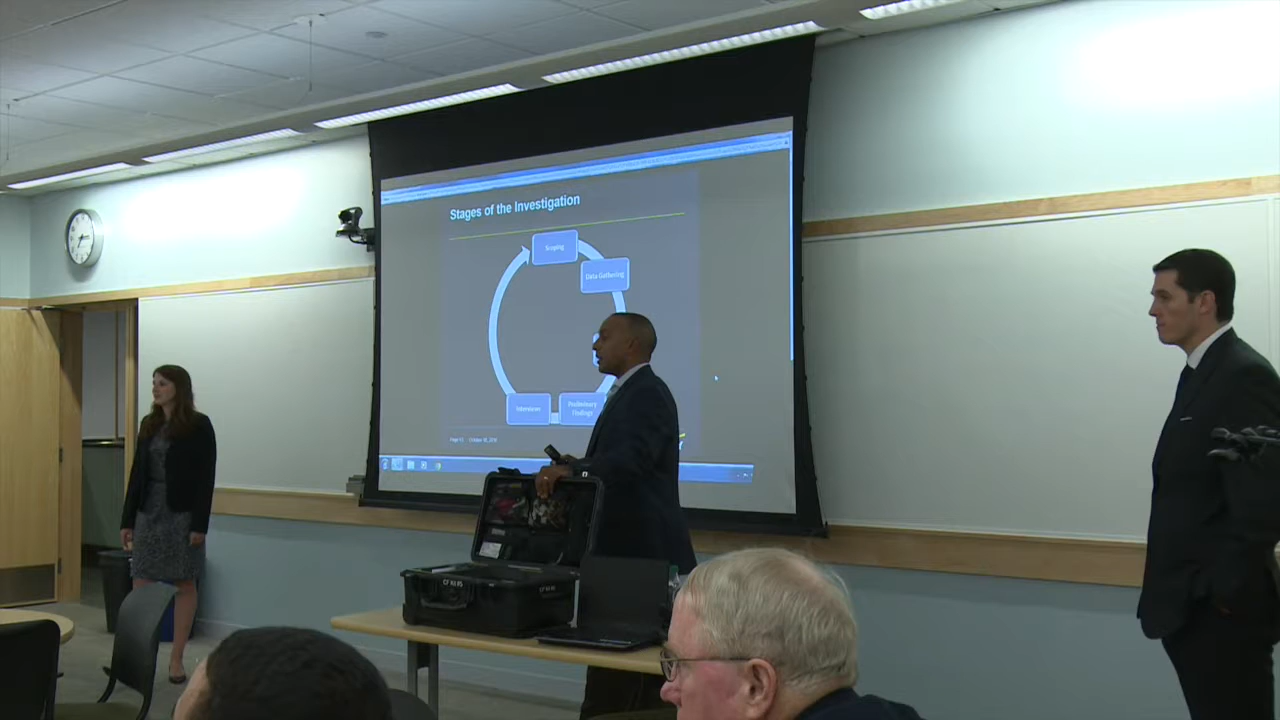 Stages of the Investigation
Scoping
Data Gathering
Interviews
Preliminary
Findings